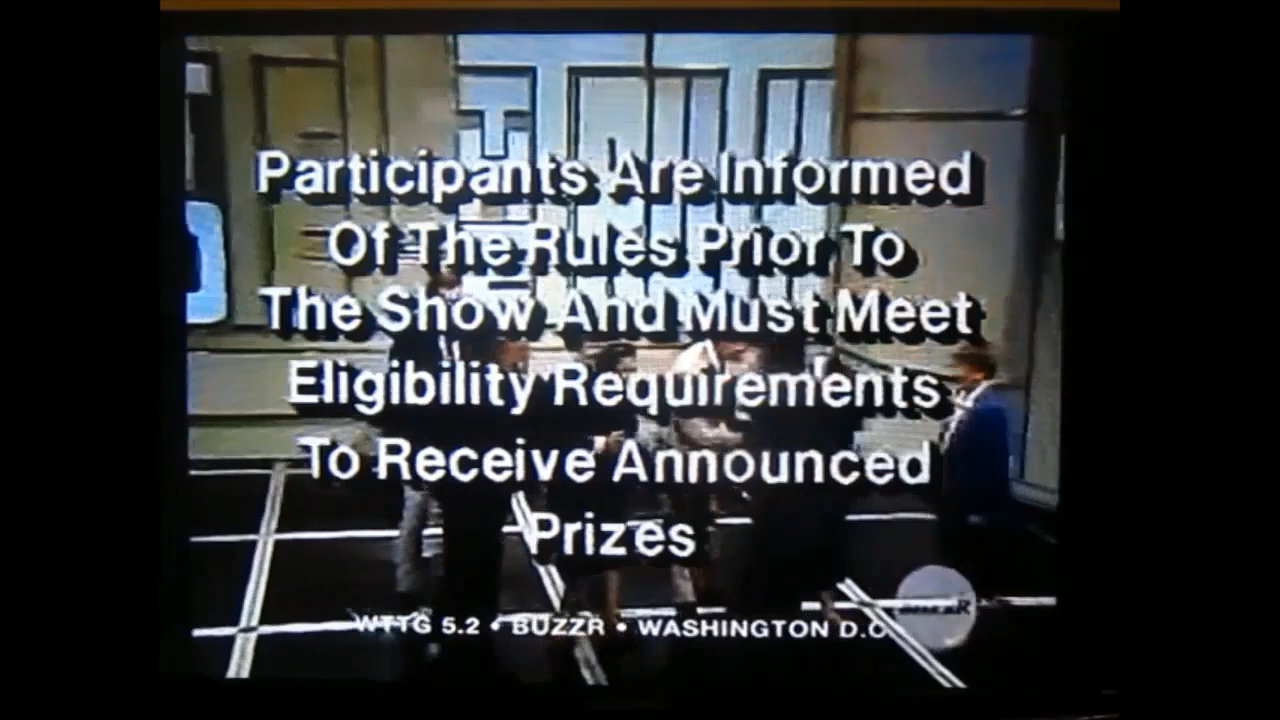 Participants Are Informed
Of The Rules Prior To
The Show And Must Meet
Eligibility Requirements
To Receive Announced
Prizes
WTTG 5.2 • BUZZR • WASHINGTON D.C.